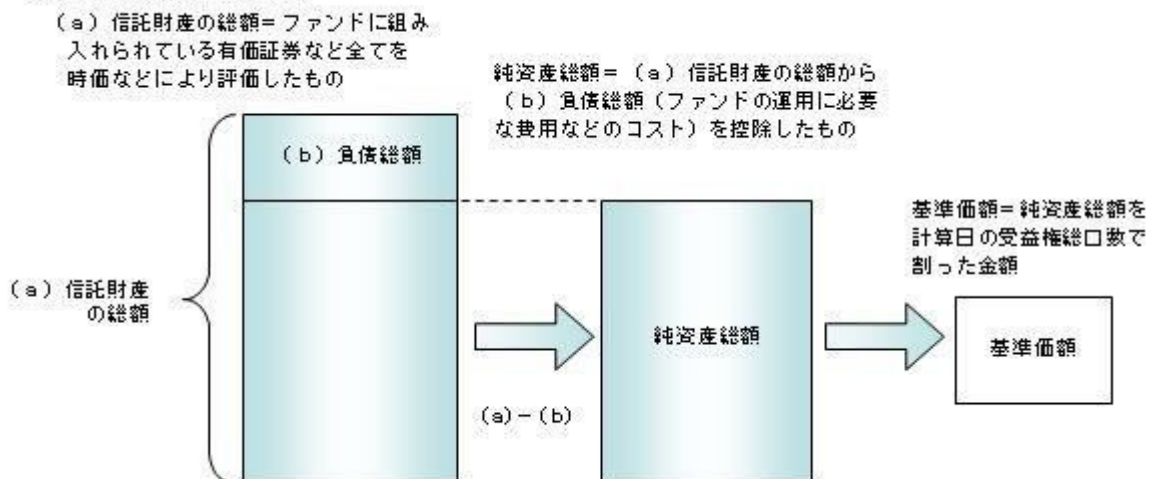 (a)信託財産の総額=ファンドに組み
入れられている有価証券など全てを
時価などにより評価したもの
純資産総額=(a)信託財産の総額から
(b)負債総額(ファンドの運用に必要
な費用などのコスト)を控除したもの
(b)負債総額
基準価額=純資産総額を
計算日の受益権総口数で
割った金額
(a)信託財産
の総額
純資産総額
基準価額
(a)-(b)